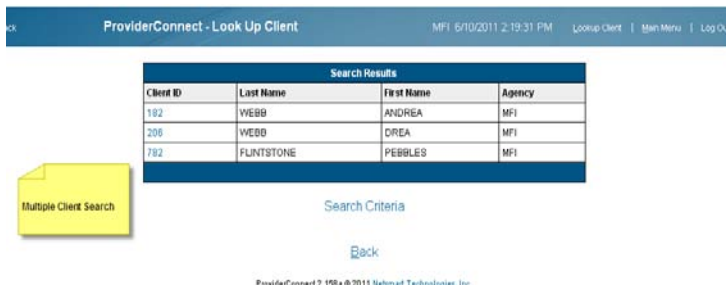 ck ProviderConnect - Look Up Client MFI 6/10/2011 2:19:31 PM Lookup Client | Main Menu | Log Ou
Search Results
Client ID Last Name First Name Agency
182 WEBB ANDREA MFI
206 WEBB DREA MFI
782 FLINTSTONE PEBBLES MFI
Multiple Client Search
Search Criteria
Back
ProviderConnect 2.158a © 2011 Netsmart Technologies, Inc.